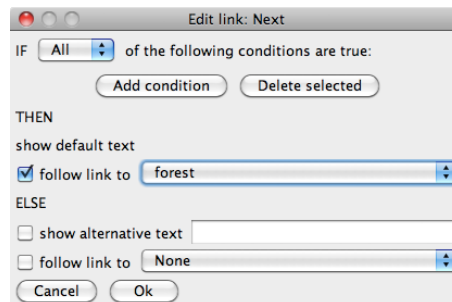 Edit link: Next
IF All of the following conditions are true:
Add condition Delete selected
THEN
show default text
follow link to forest
ELSE
show alternative text
follow link to None
Cancel Ok